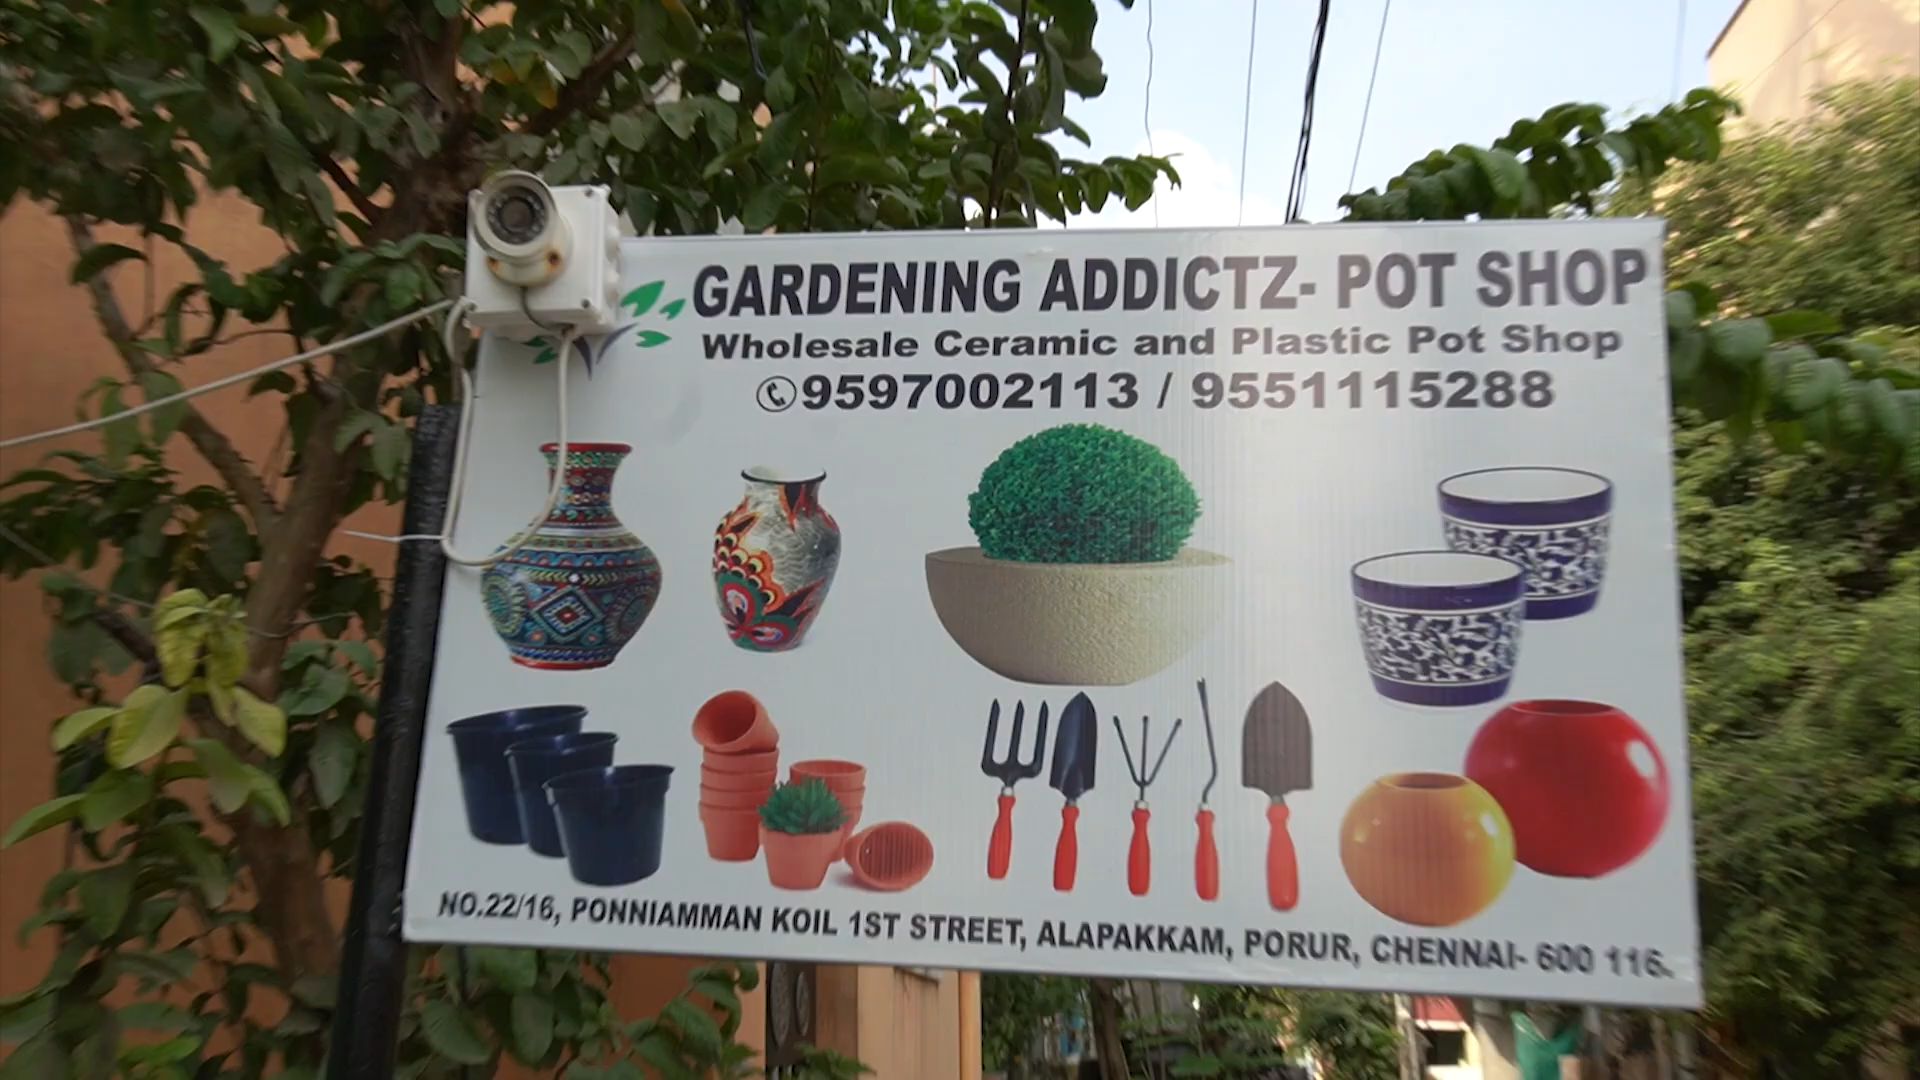 GARDENING ADDICTZ- POT SHOP
Wholesale Ceramic and Plastic Pot Shop
9597002113 / 9551115288
NO.22/16, PONNIAMMAN KOIL 1ST STREET, ALAPAKKAM, PORUR, CHENNAI- 600 116.